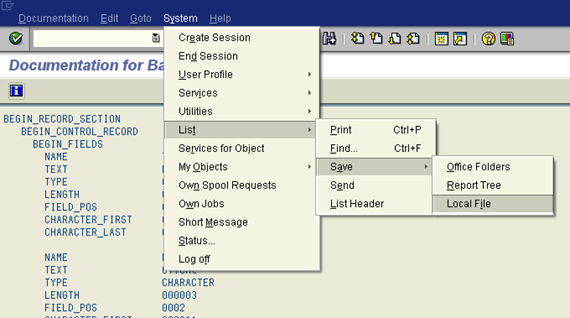 Documentation Edit Goto System Help
Documentation for Ba
Create Session
End Session
User Profile
Services
Utilities
List
Services for Object
My Objects
Own Spool Requests
Own Jobs
Short Message
Status...
Log off
Print Ctrl+P
Find... Ctrl+F
Save
Send
List Header
Office Folders
Report Tree
Local File
BEGIN_RECORD_SECTION
BEGIN_CONTROL_RECORD
BEGIN_FIELDS
NAME
TEXT
TYPE
LENGTH
FIELD_POS
CHARACTER_FIRST
CHARACTER_LAST
NAME
TEXT
TYPE CHARACTER
LENGTH 000003
FIELD_POS 0002